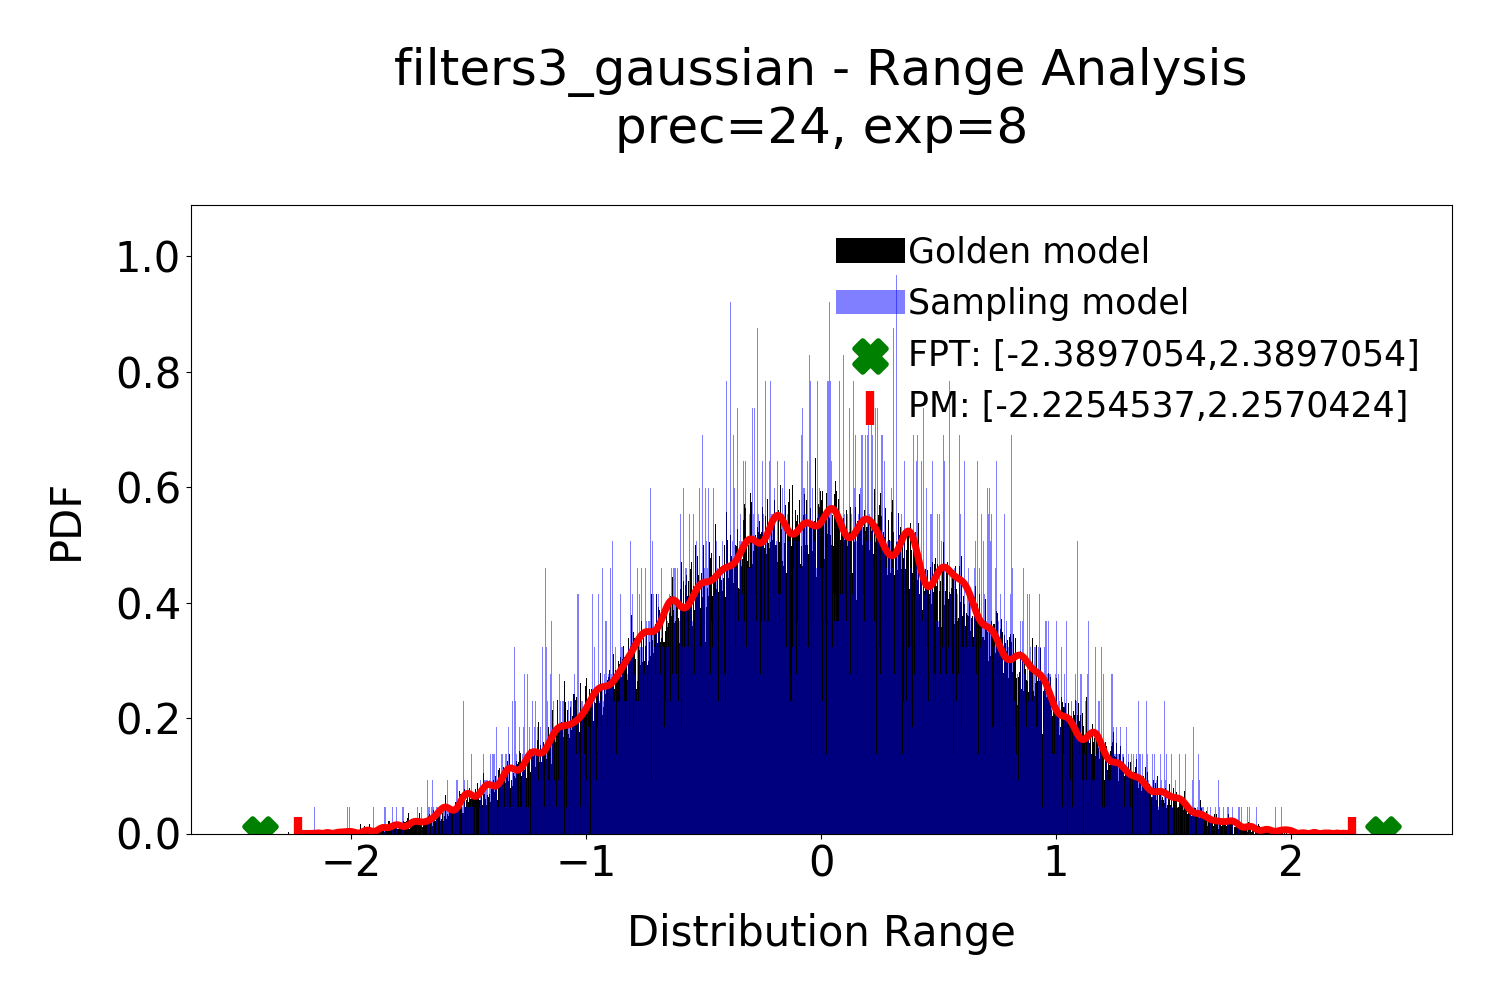 filters3_gaussian - Range Analysis
prec=24, exp=8
Golden model
Sampling model
FPT: [-2.3897054,2.3897054]
PM: [-2.2254537,2.2570424]
PDF
1.0
0.8
0.6
0.4
0.2
0.0
−2
−1
0
1
2
Distribution Range